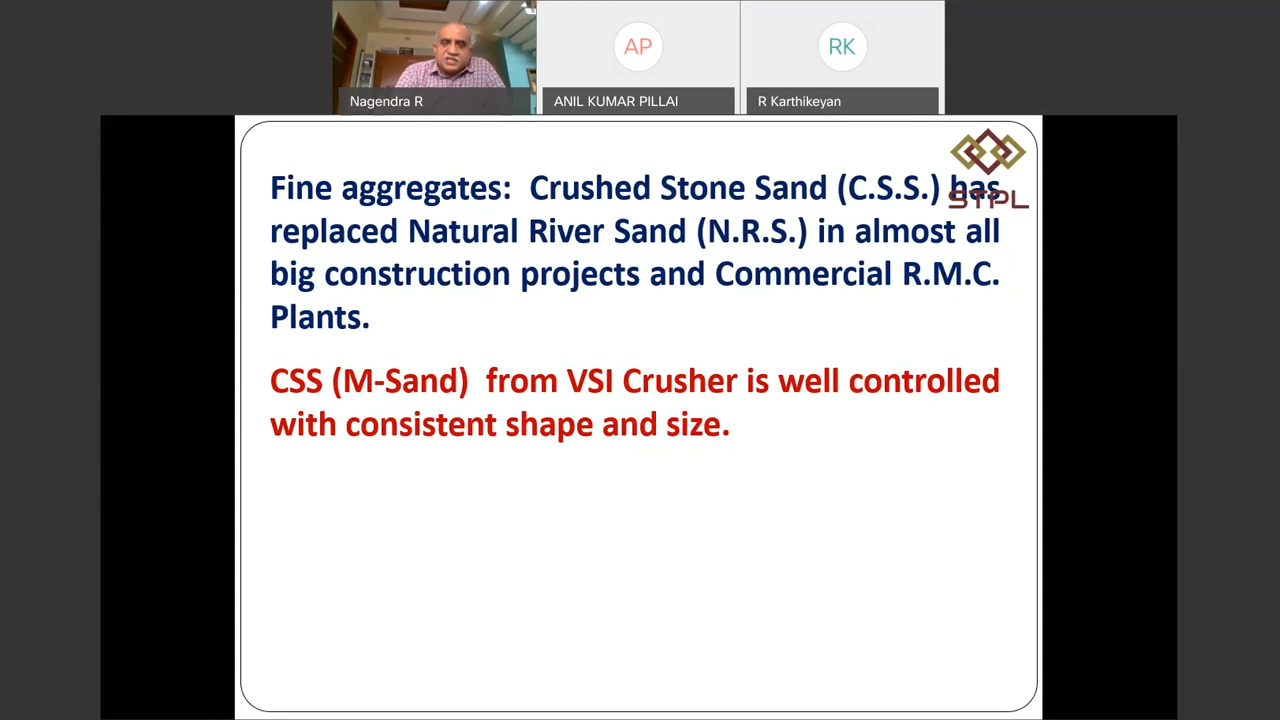 AP
RK
Nagendra R
ANIL KUMAR PILLAI
R Karthikeyan
Fine aggregates: Crushed Stone Sand (C.S.S.) has
STPL
replaced Natural River Sand (N.R.S.) in almost all
big construction projects and Commercial R.M.C.
Plants.
CSS (M-Sand) from VSI Crusher is well controlled
with consistent shape and size.